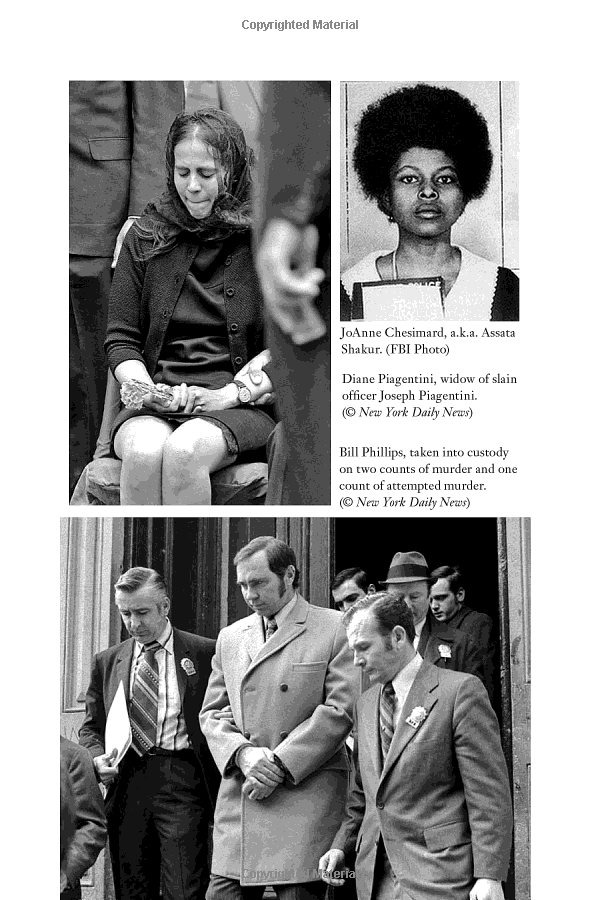 Copyrighted Material
POLICE
JoAnne Chesimard, a.k.a. Assata
Shakur. (FBI Photo)
Diane Piagentini, widow of slain
officer Joseph Piagentini.
(© New York Daily News)
Bill Phillips, taken into custody
on two counts of murder and one
count of attempted murder.
(© New York Daily News)
Copyrighted Material